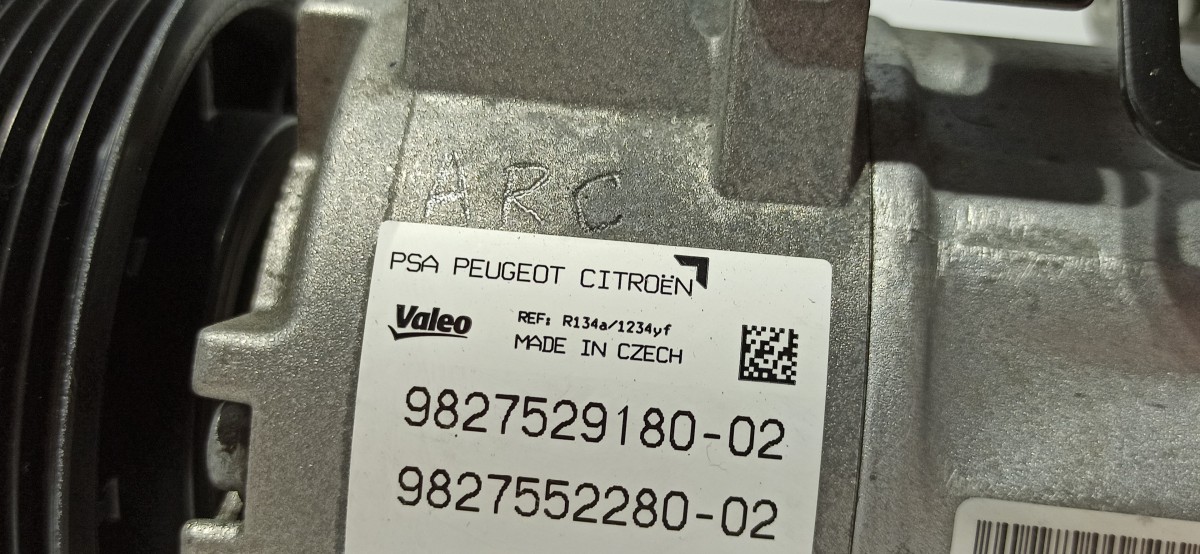 ARC
PSA PEUGEOT CITROËN
Valeo
REF: R134a/1234yf
MADE IN CZECH
9827529180-02
9827552280-02